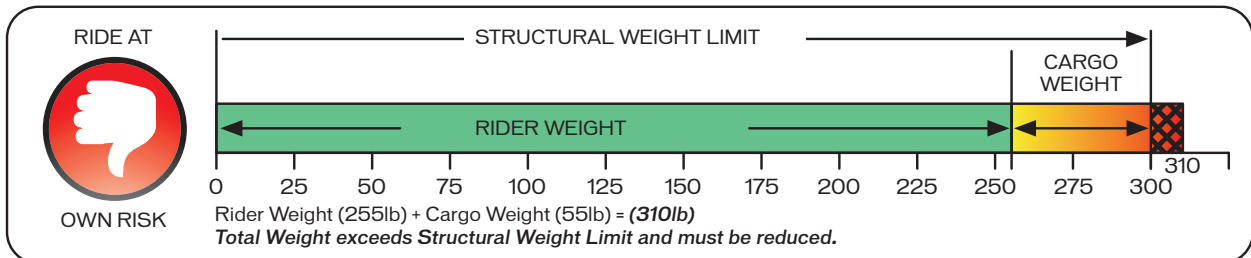 RIDE AT
OWN RISK
STRUCTURAL WEIGHT LIMIT
CARGO
WEIGHT
RIDER WEIGHT
0 25 50 75 100 125 150 175 200 225 250 275 300 310
Rider Weight (255lb) + Cargo Weight (55lb) = (310lb)
Total Weight exceeds Structural Weight Limit and must be reduced.